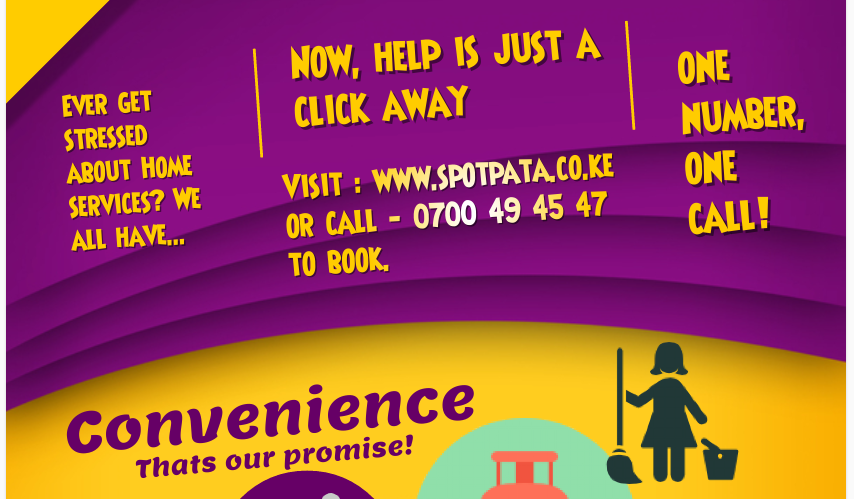 EVER GET
STRESSED
ABOUT HOME
SERVICES? WE
ALL HAVE...
NOW, HELP IS JUST A
CLICK AWAY
VISIT : WWW.SPOTPATA.CO.KE
OR CALL - 0700 49 45 47
TO BOOK.
ONE
NUMBER,
ONE
CALL!
Convenience
Thats our promise!